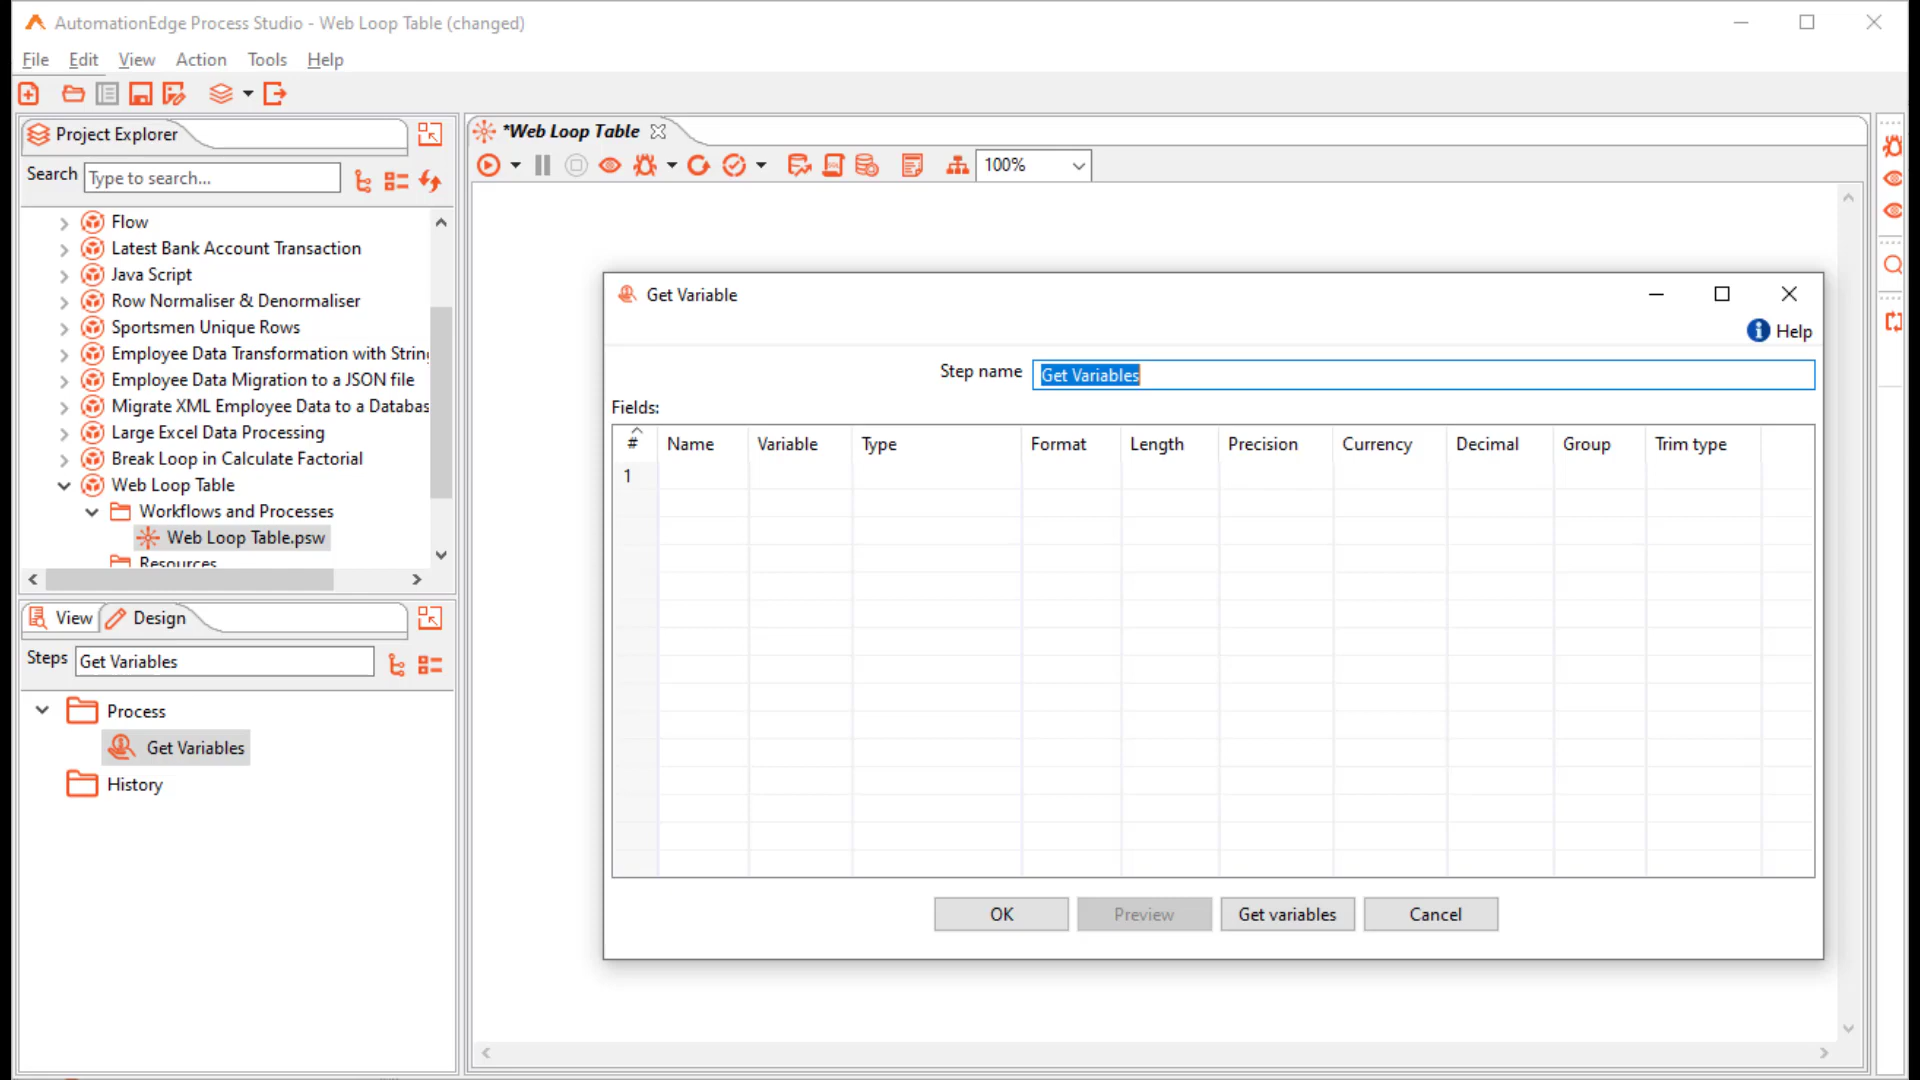 AutomationEdge Process Studio - Web Loop Table (changed)
File Edit View Action Tools Help
Project Explorer
Search Type to search...
Flow
Latest Bank Account Transaction
Java Script
Row Normaliser & Denormaliser
Sportsmen Unique Rows
Employee Data Transformation with String
Employee Data Migration to a JSON file
Migrate XML Employee Data to a Databas
Large Excel Data Processing
Break Loop in Calculate Factorial
Web Loop Table
Workflows and Processes
Web Loop Table.psw
Resources
View Design
Steps Get Variables
Process
Get Variables
History
*Web Loop Table
100%
Get Variable
Help
Step name Get Variables
Fields:
# Name Variable Type Format Length Precision Currency Decimal Group Trim type
1
OK Preview Get variables Cancel